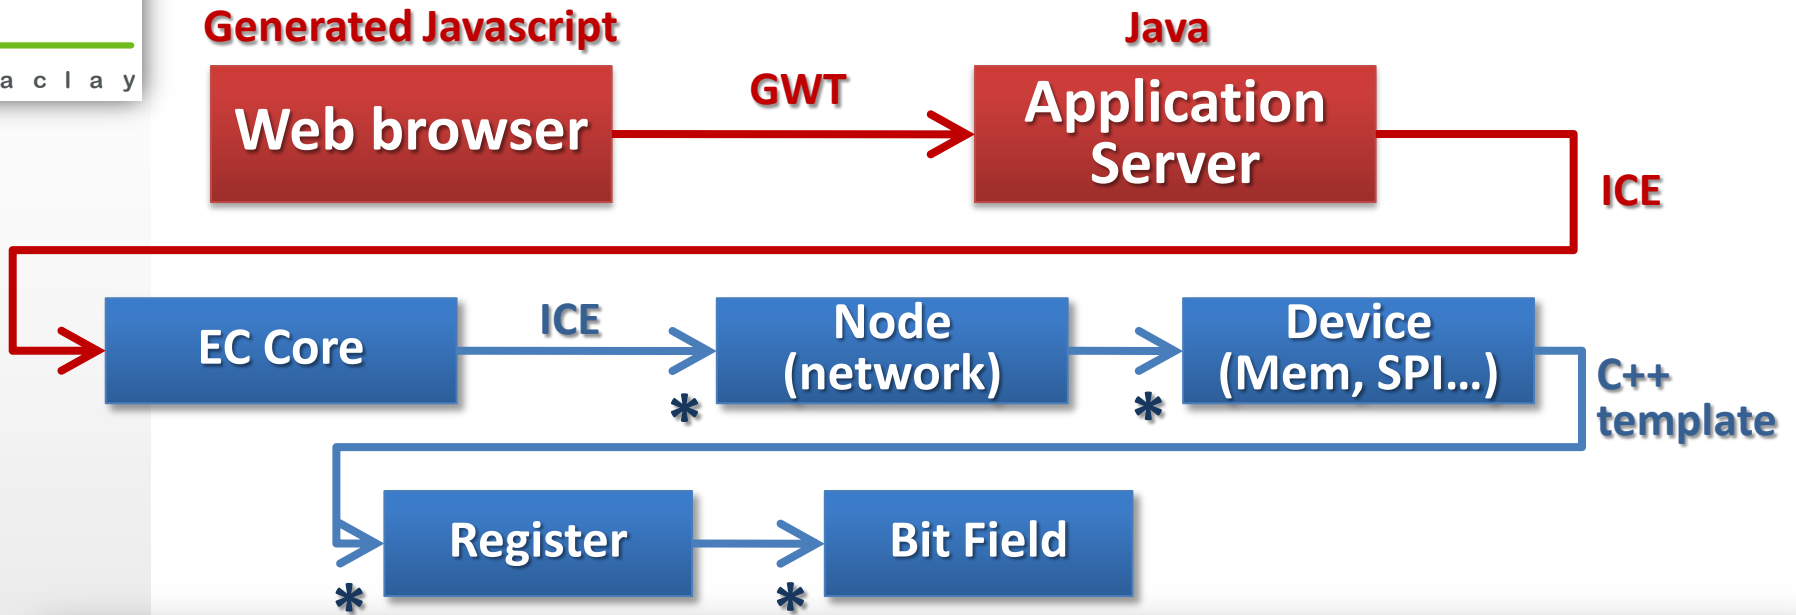 Generated Javascript
Java
a c l a y
Web browser
GWT
Application
Server
ICE
EC Core
ICE
Node
(network)
*
*
Device
(Mem, SPI...)
C++
template
Register
*
*
Bit Field